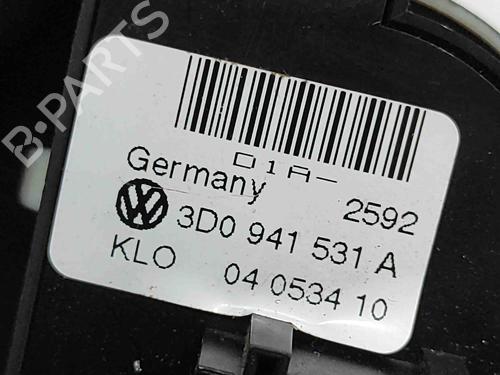 B-PARTS
D1A-
Germany 2592
3D0 941 531 A
KLO 04 0534 10